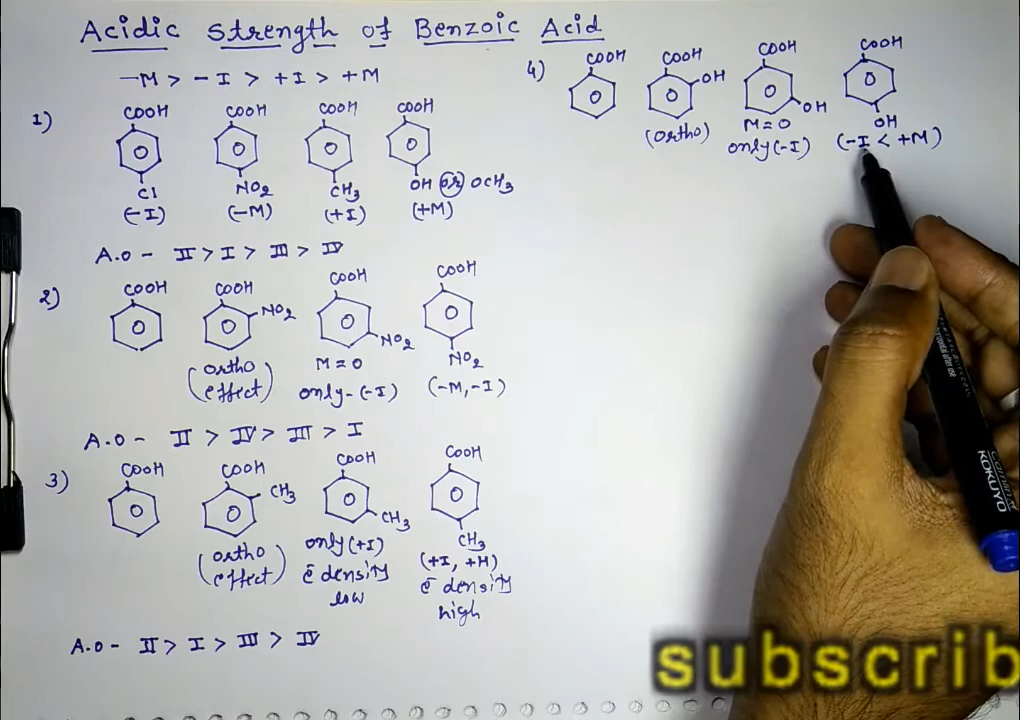 Acidic strength of Benzoic Acid
-M > -I > +I > +M
1)
COOH COOH COOH COOH
Cl NO2 CH3 OH or OCH3
(-I) (-M) (+I) (+M)
A.O - II > I > III > IV
2)
COOH COOH COOH COOH
NO2 NO2 NO2
(ortho effect) M=0 only-(-I) (-M, -I)
A.O - II > IV > III > I
3)
COOH COOH COOH COOH
CH3 CH3 CH3
(ortho effect) only(+I) ē density low (+I, +H) ē density high
A.O - II > I > III > IV
4)
COOH COOH COOH COOH
OH OH OH
(ortho) M=0 only(-I) (-I < +M)
KOKUYO
subscrib